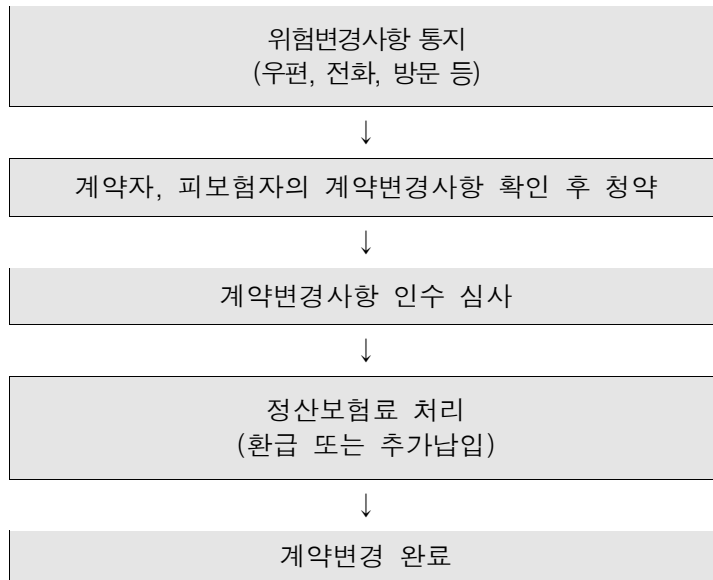 위험변경사항 통지
(우편, 전화, 방문 등)
↓
계약자, 피보험자의 계약변경사항 확인 후 청약
↓
계약변경사항 인수 심사
↓
정산보험료 처리
(환급 또는 추가납입)
↓
계약변경 완료